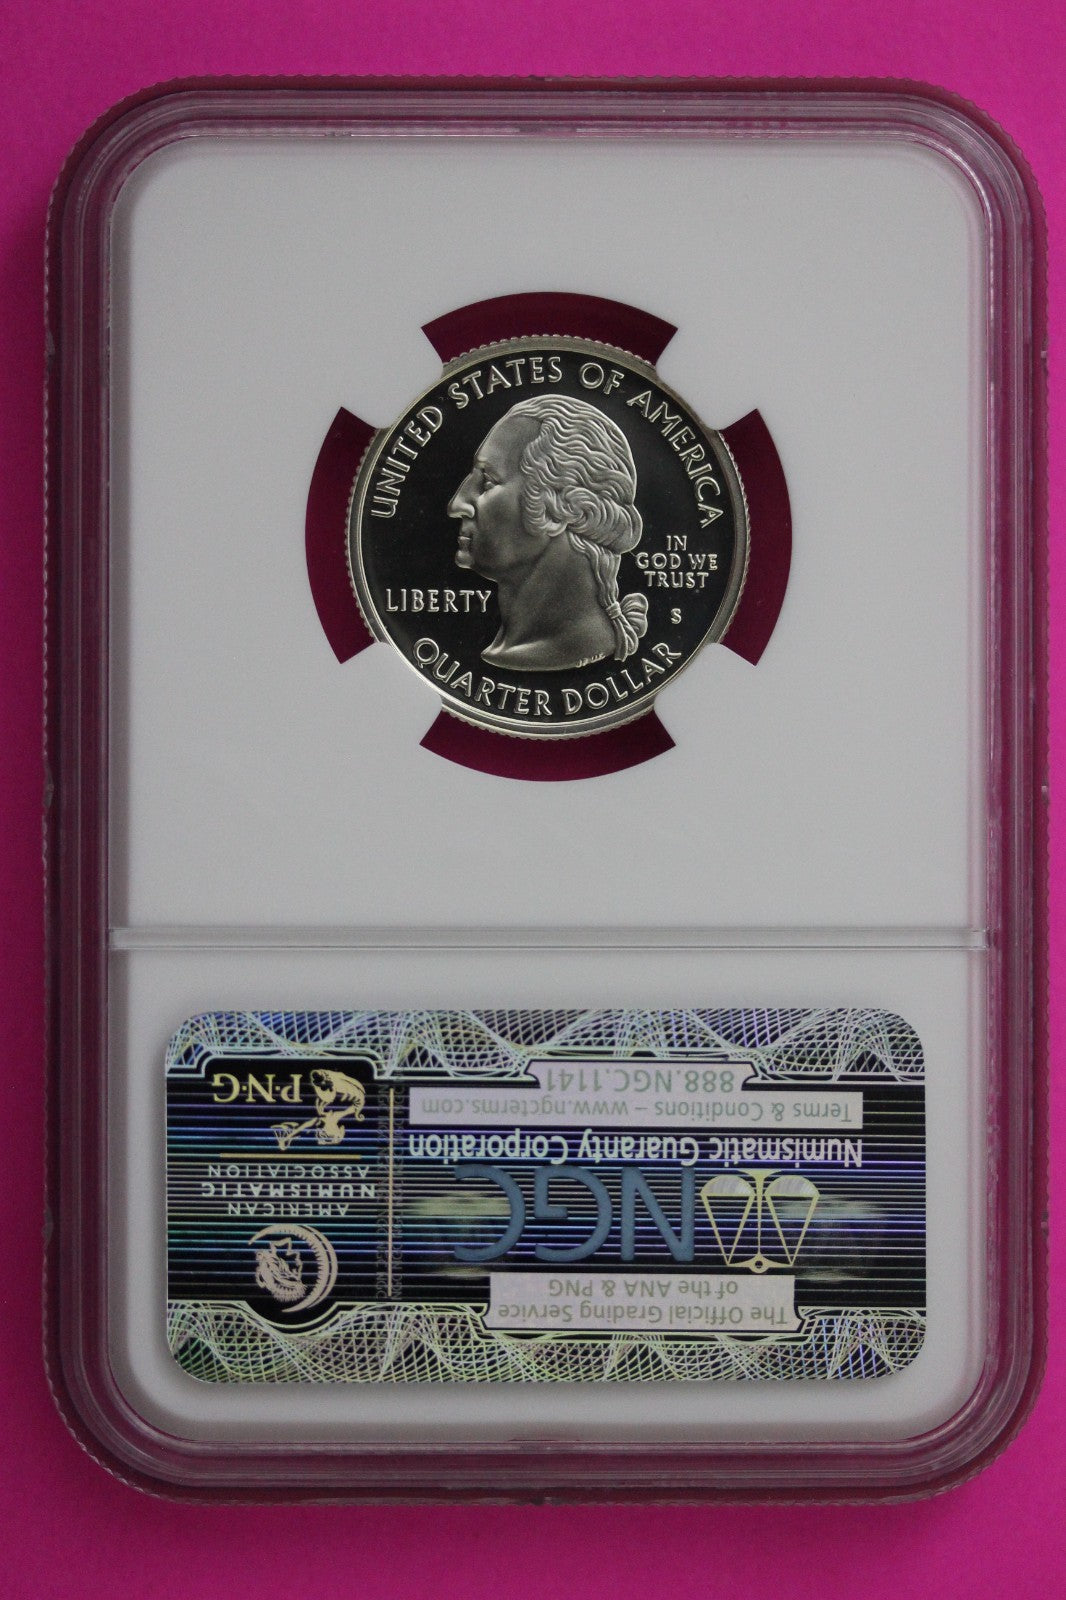 UNITED STATES OF AMERICA
LIBERTY
IN
GOD WE
TRUST
S
QUARTER DOLLAR
The Official Grading Service
of the ANA & PNG
NGC
Numismatic Guaranty Corporation
Terms & Conditions – www.ngcterms.com
888.NGC.1141
AMERICAN
NUMISMATIC
ASSOCIATION
P·N·G